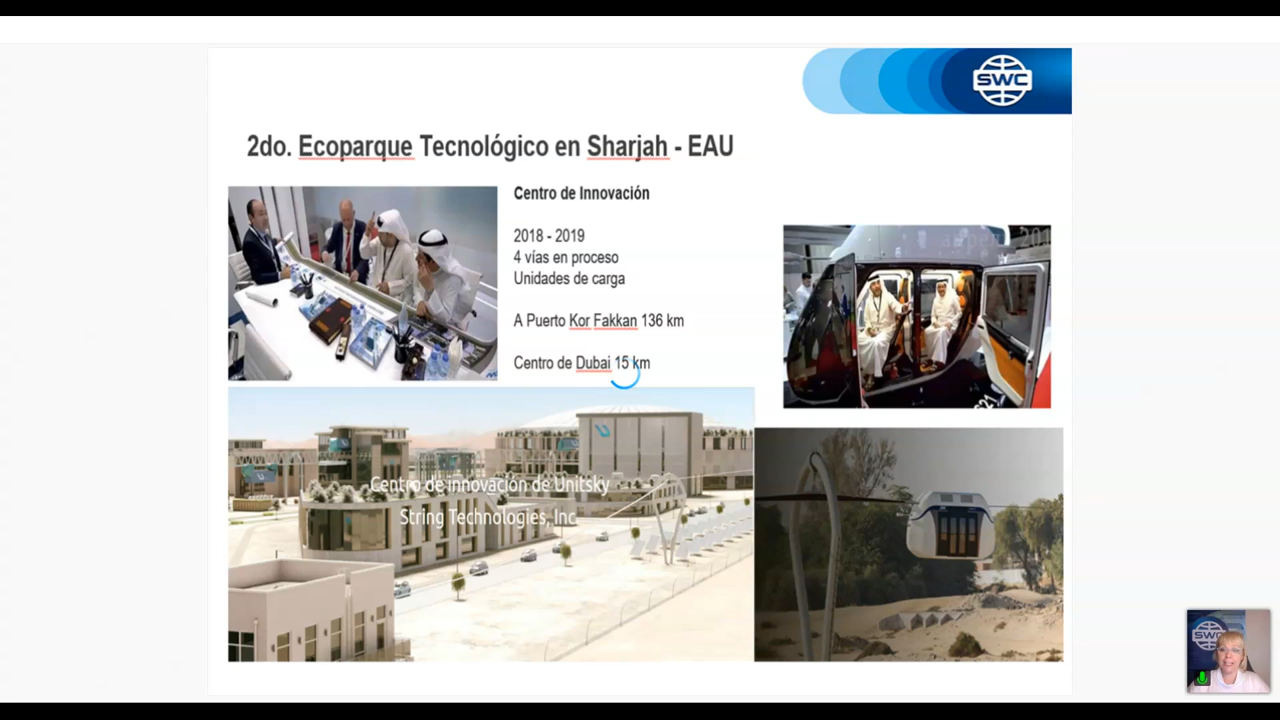 SWC
2do. Ecoparque Tecnológico en Sharjah - EAU
Centro de Innovación
2018 - 2019
4 vías en proceso
Unidades de carga
A Puerto Kor Fakkan 136 km
Centro de Dubai 15 km
Centro de innovación de Unitsky
String Technologies, Inc.